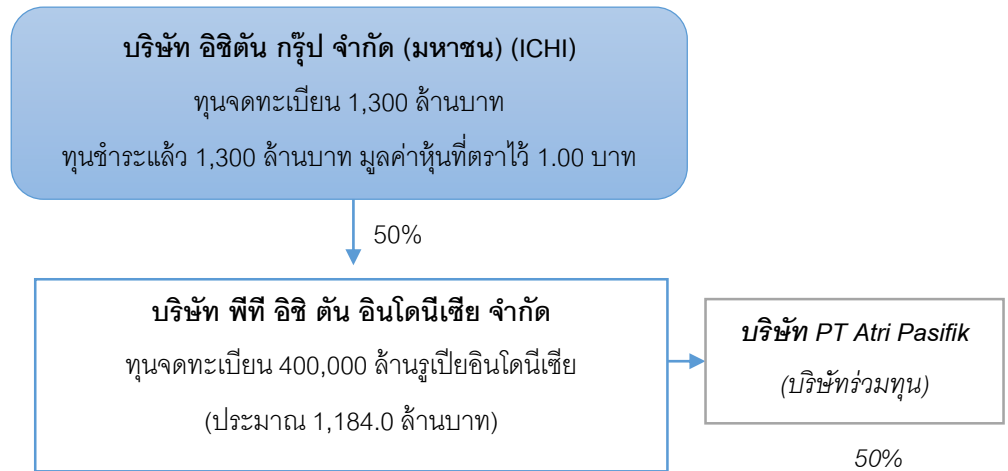 บริษัท อิชิตัน กรุ๊ป จำกัด (มหาชน) (ICHI)
ทุนจดทะเบียน 1,300 ล้านบาท
ทุนชำระแล้ว 1,300 ล้านบาท มูลค่าหุ้นที่ตราไว้ 1.00 บาท
50%
บริษัท พีที อิชิ ตัน อินโดนีเซีย จำกัด
ทุนจดทะเบียน 400,000 ล้านรูเปียอินโดนีเซีย
(ประมาณ 1,184.0 ล้านบาท)
บริษัท PT Atri Pasifik
(บริษัทร่วมทุน)
50%